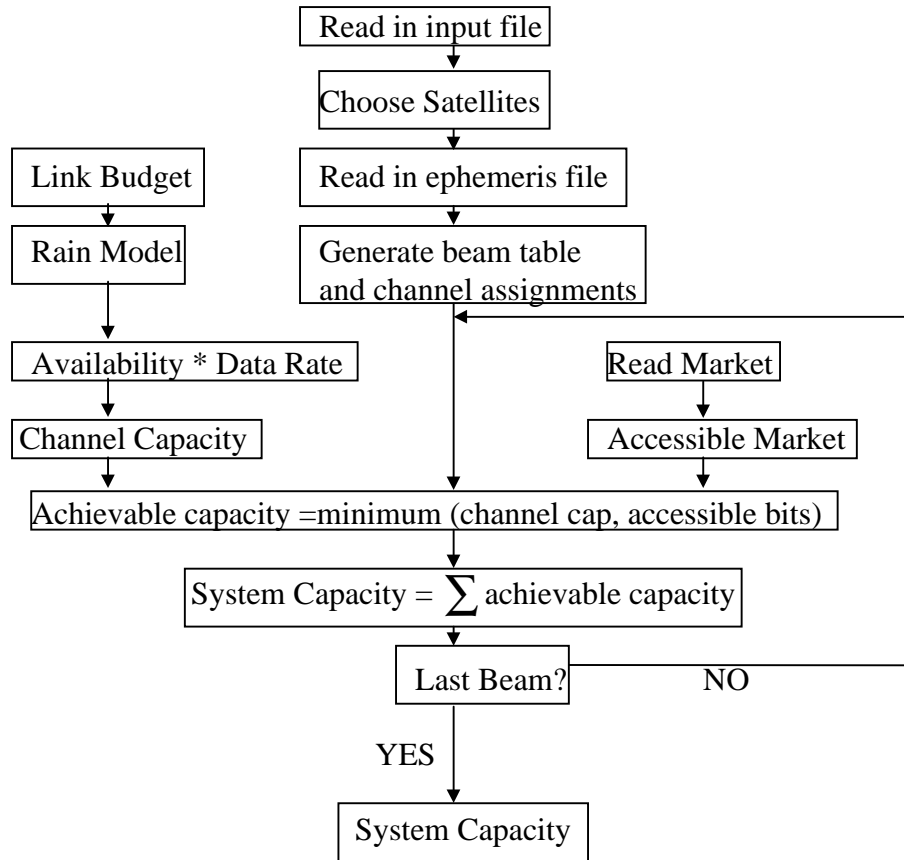 Read in input file
Choose Satellites
Link Budget
Read in ephemeris file
Rain Model
Generate beam table
and channel assignments
Availability * Data Rate
Read Market
Channel Capacity
Accessible Market
Achievable capacity =minimum (channel cap, accessible bits)
System Capacity = ∑ achievable capacity
Last Beam?
NO
YES
System Capacity